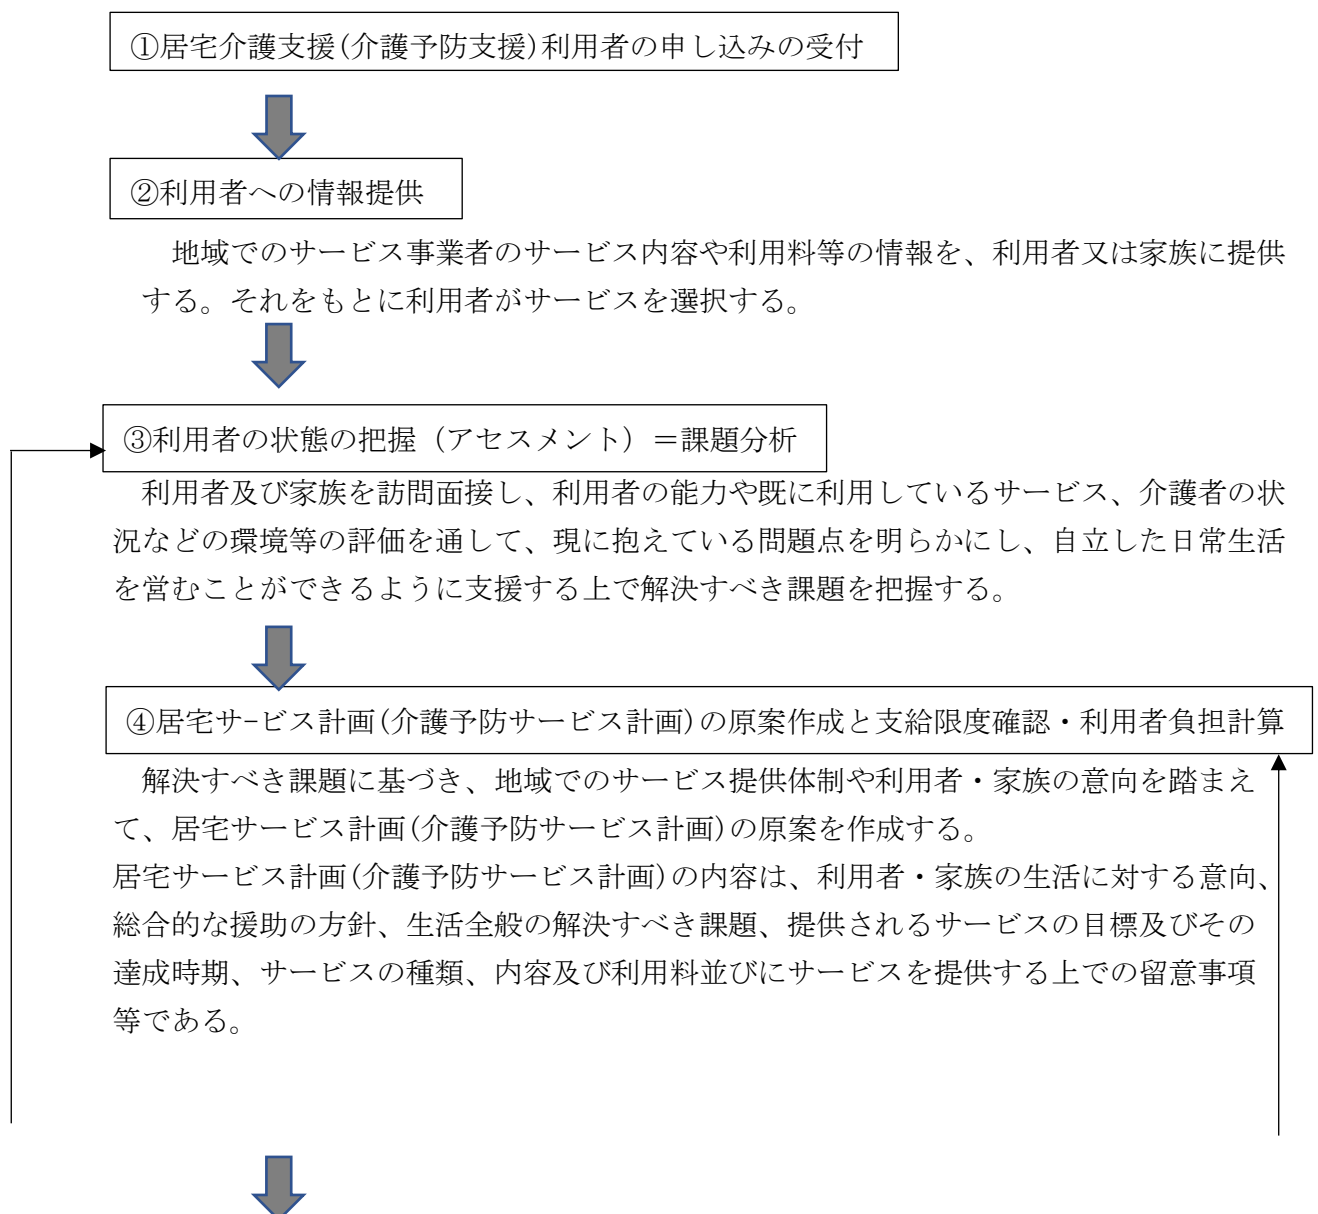 ①居宅介護支援(介護予防支援)利用者の申し込みの受付
②利用者への情報提供
地域でのサービス事業者のサービス内容や利用料等の情報を、利用者又は家族に提供
する。それをもとに利用者がサービスを選択する。
③利用者の状態の把握（アセスメント）＝課題分析
利用者及び家族を訪問面接し、利用者の能力や既に利用しているサービス、介護者の状
況などの環境等の評価を通して、現に抱えている問題点を明らかにし、自立した日常生活
を営むことができるように支援する上で解決すべき課題を把握する。
④居宅サ−ビス計画(介護予防サービス計画)の原案作成と支給限度確認・利用者負担計算
解決すべき課題に基づき、地域でのサービス提供体制や利用者・家族の意向を踏まえ
て、居宅サービス計画(介護予防サービス計画)の原案を作成する。
居宅サービス計画(介護予防サービス計画)の内容は、利用者・家族の生活に対する意向、
総合的な援助の方針、生活全般の解決すべき課題、提供されるサービスの目標及びその
達成時期、サービスの種類、内容及び利用料並びにサービスを提供する上での留意事項
等である。